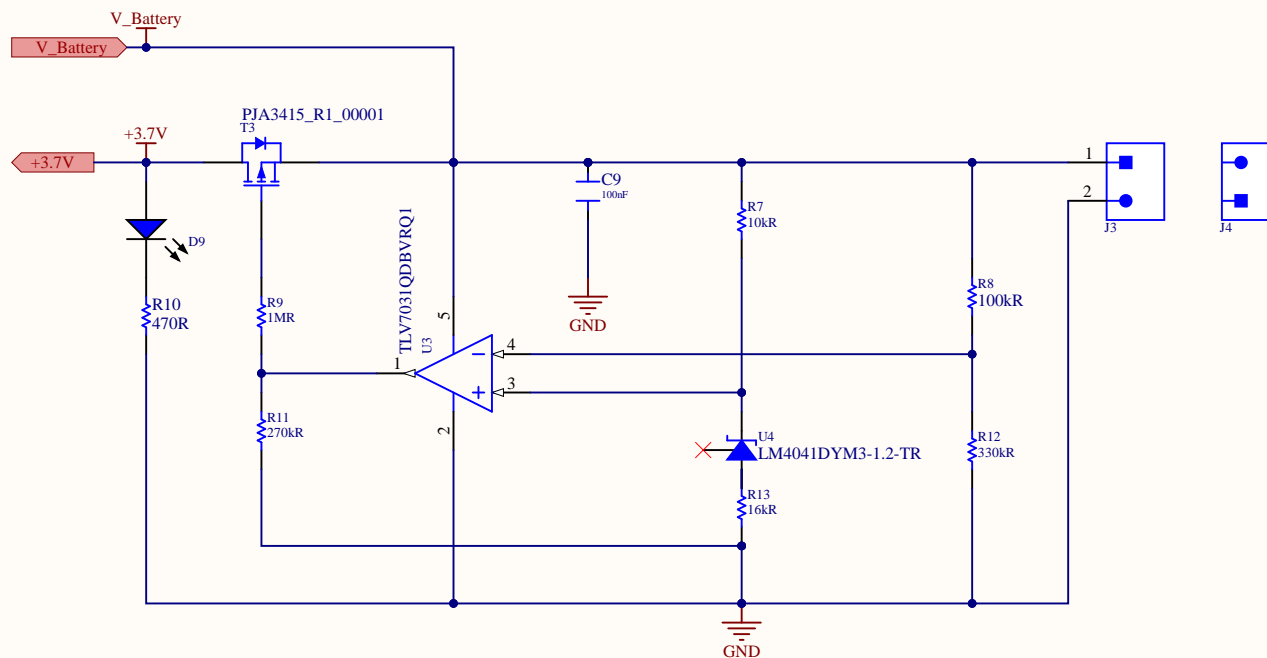 V_Battery
V_Battery
PJA3415_R1_00001
T3
+3.7V
+3.7V
1
2
J3
J4
C9
100nF
R7
10kR
D9
TLV7031QDBVRQ1
U3
R8
100kR
R10
470R
R9
1MR
GND
5
4
1
3
R11
270kR
2
U4
LM4041DYM3-1.2-TR
R12
330kR
R13
16kR
GND